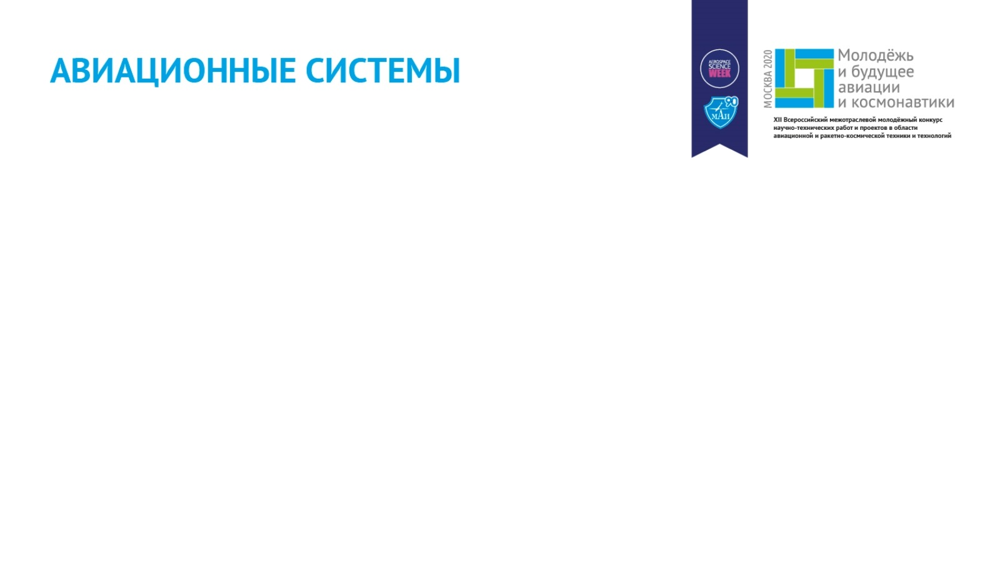 АВИАЦИОННЫЕ СИСТЕМЫ
AEROSPACE
SCIENCE
WEEK
90
МАИ
МОСКВА 2020
Молодёжь
и будущее
авиации
и космонавтики
XII Всероссийский межотраслевой молодёжный конкурс
научно-технических работ и проектов в области
авиационной и ракетно-космической техники и технологий